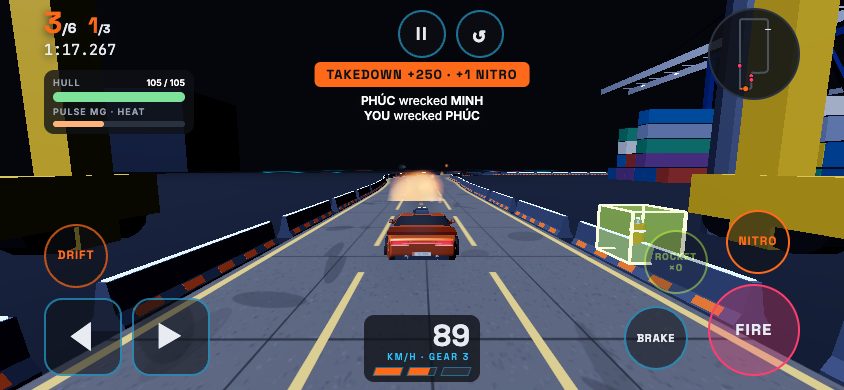 3/6 1/3
1:17.267
HULL 105 / 105
PULSE MG · HEAT
TAKEDOWN +250 · +1 NITRO
PHÚC wrecked MINH
YOU wrecked PHÚC
DRIFT
NITRO
ROCKET
×0
BRAKE
FIRE
89
KM/H · GEAR 3